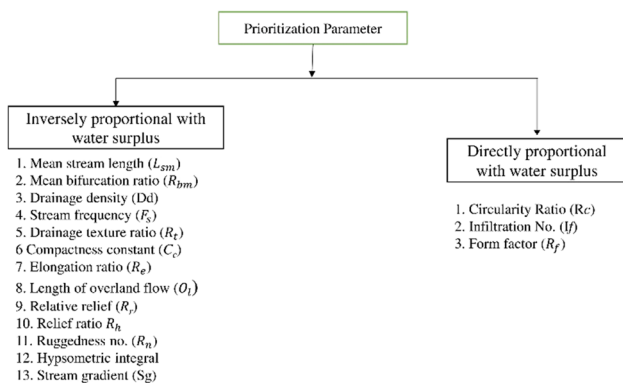 Prioritization Parameter
Inversely proportional with
water surplus
1. Mean stream length (Lsm)
2. Mean bifurcation ratio (Rbm)
3. Drainage density (Dd)
4. Stream frequency (Fs)
5. Drainage texture ratio (Rt)
6 Compactness constant (Cc)
7. Elongation ratio (Re)
8. Length of overland flow (Ol)
9. Relative relief (Rr)
10. Relief ratio Rh
11. Ruggedness no. (Rn)
12. Hypsometric integral
13. Stream gradient (Sg)
Directly proportional
with water surplus
1. Circularity Ratio (Rc)
2. Infiltration No. (If)
3. Form factor (Rf)